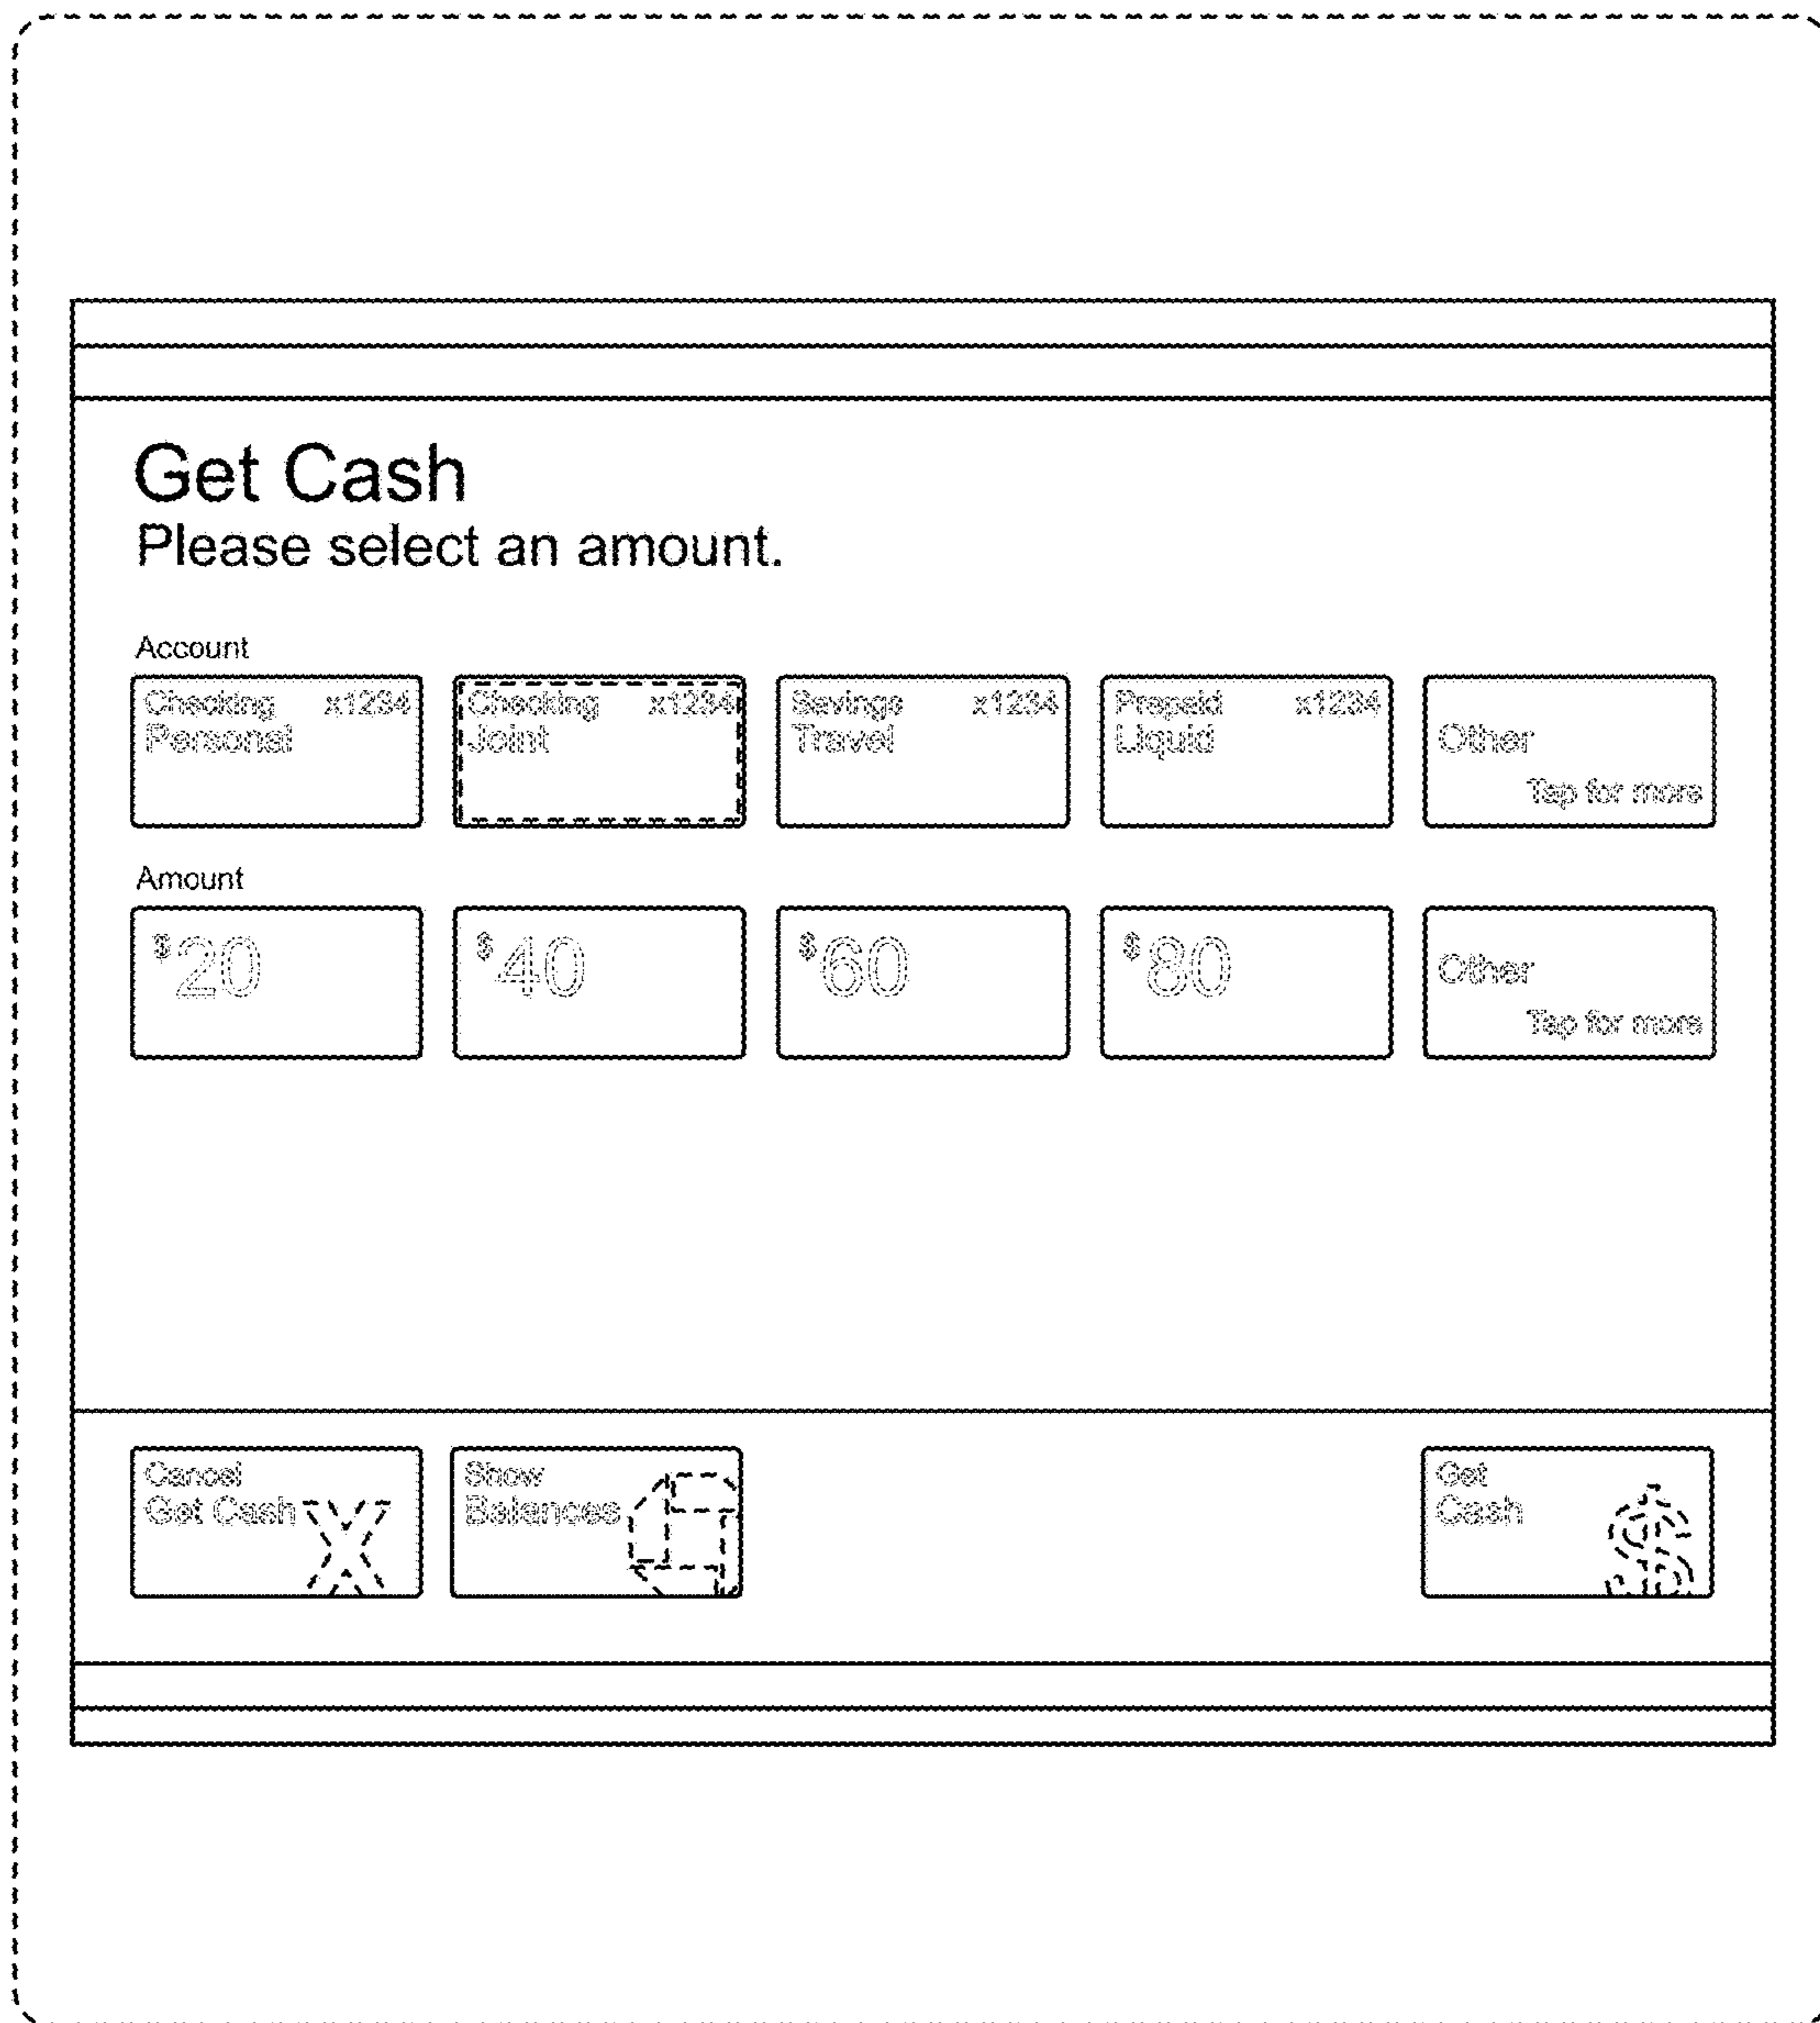 Get Cash
Please select an amount.
Account
Checking x1234
Personal
Checking x1234
Joint
Savings x1234
Travel
Prepaid x1234
Liquid
Other
Tap for more
Amount
$20
$40
$60
$80
Other
Tap for more
Cancel
Get Cash X
Show
Balances
Get
Cash $